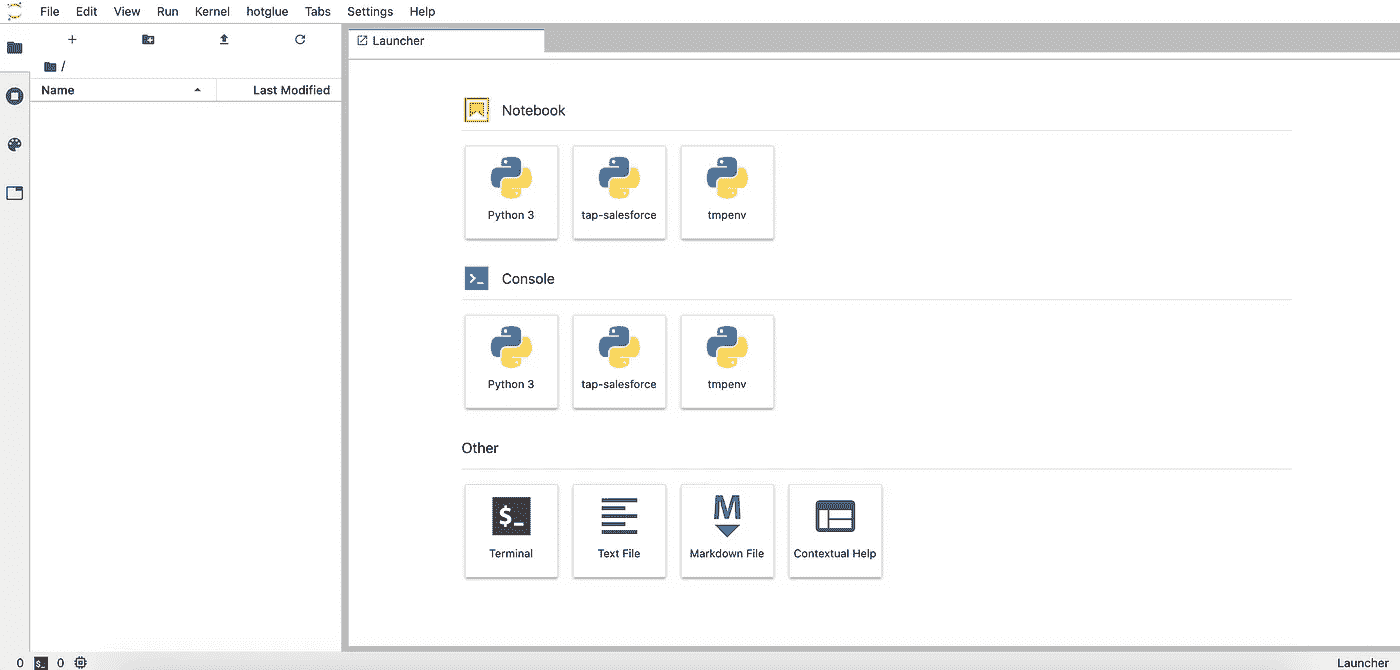 File Edit View Run Kernel hotglue Tabs Settings Help
Launcher
/
Name Last Modified
Notebook
Python 3 tap-salesforce tmpenv
Console
Python 3 tap-salesforce tmpenv
Other
$_ M
Terminal Text File Markdown File Contextual Help
0 $_ 0 Launcher